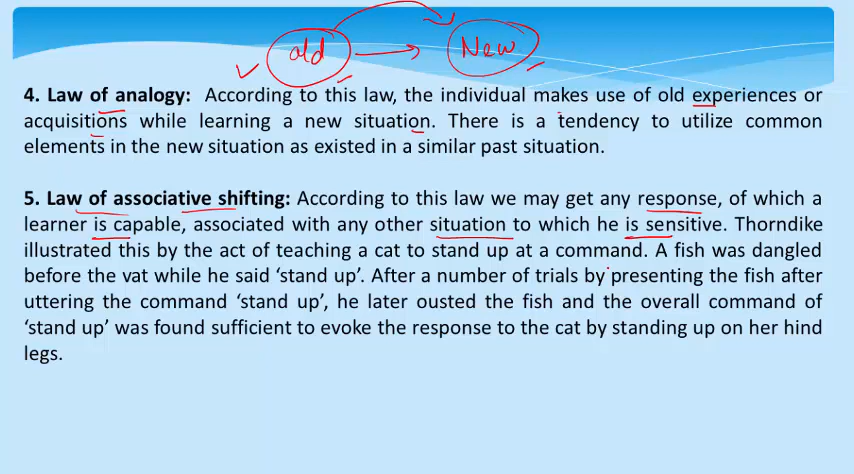 old New
4. Law of analogy: According to this law, the individual makes use of old experiences or
acquisitions while learning a new situation. There is a tendency to utilize common
elements in the new situation as existed in a similar past situation.
5. Law of associative shifting: According to this law we may get any response, of which a
learner is capable, associated with any other situation to which he is sensitive. Thorndike
illustrated this by the act of teaching a cat to stand up at a command. A fish was dangled
before the vat while he said ‘stand up’. After a number of trials by presenting the fish after
uttering the command ‘stand up’, he later ousted the fish and the overall command of
‘stand up’ was found sufficient to evoke the response to the cat by standing up on her hind
legs.